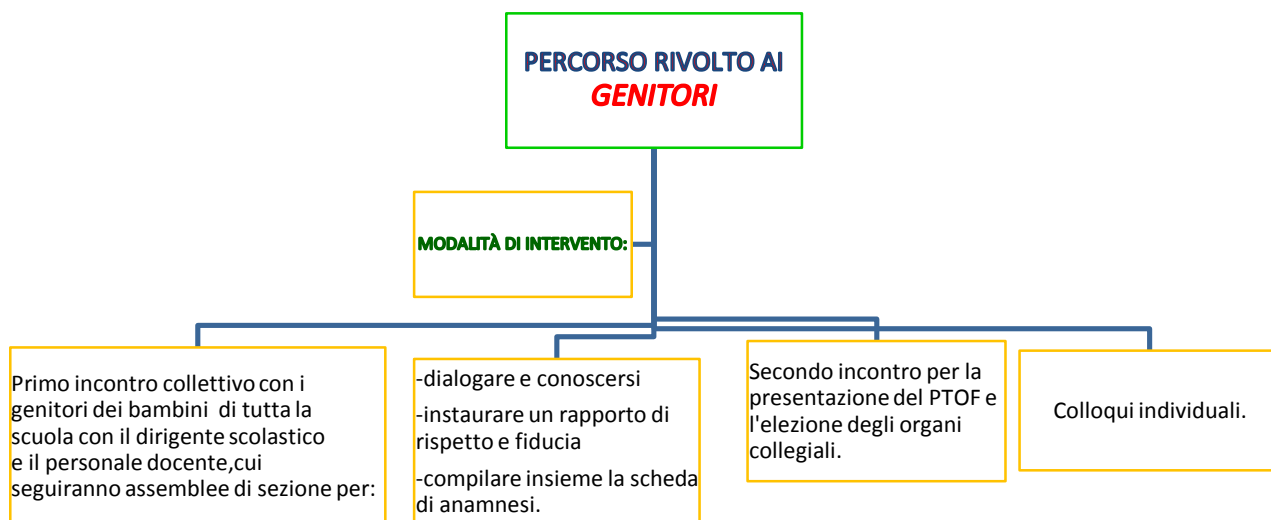 PERCORSO RIVOLTO AI
GENITORI
MODALITÀ DI INTERVENTO:
Primo incontro collettivo con i
genitori dei bambini di tutta la
scuola con il dirigente scolastico
e il personale docente,cui
seguiranno assemblee di sezione per:
-dialogare e conoscersi
-instaurare un rapporto di
rispetto e fiducia
-compilare insieme la scheda
di anamnesi.
Secondo incontro per la
presentazione del PTOF e
l'elezione degli organi
collegiali.
Colloqui individuali.